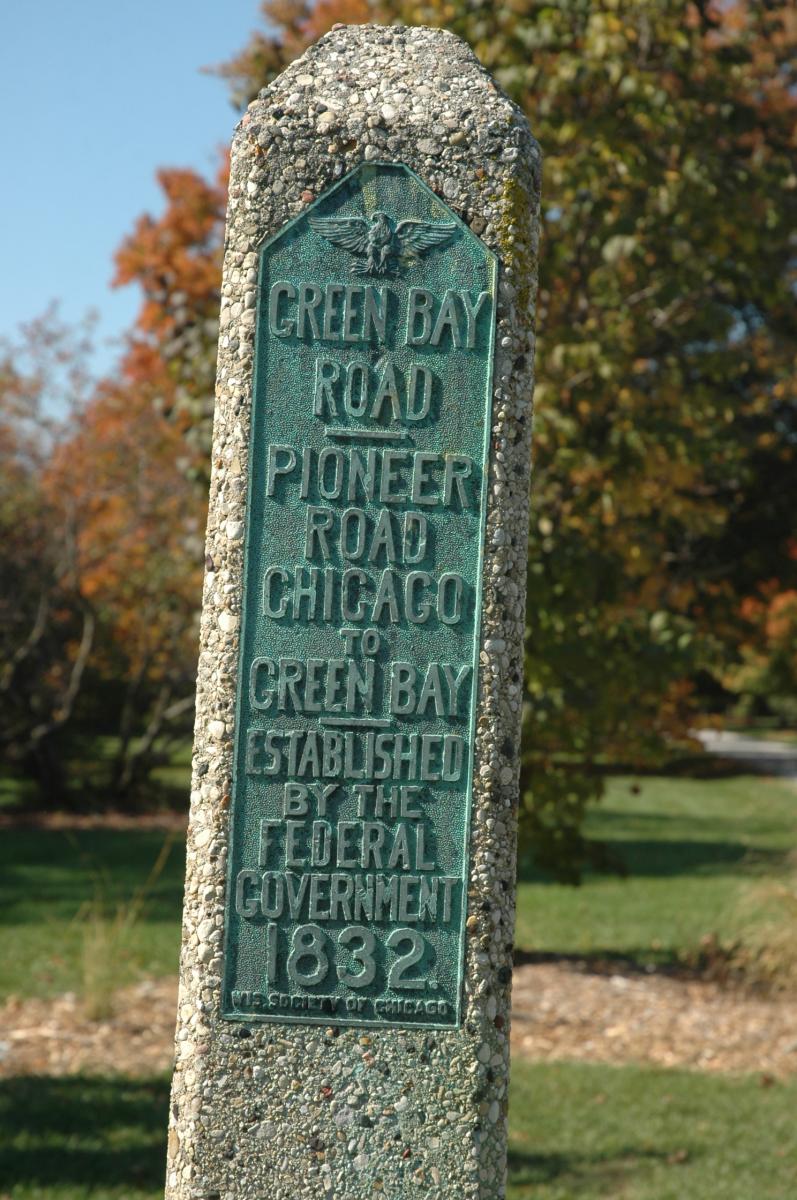 GREEN BAY
ROAD
PIONEER
ROAD
CHICAGO
TO
GREEN BAY
ESTABLISHED
BY THE
FEDERAL
GOVERNMENT
1832.
WIS. SOCIETY OF CHICAGO